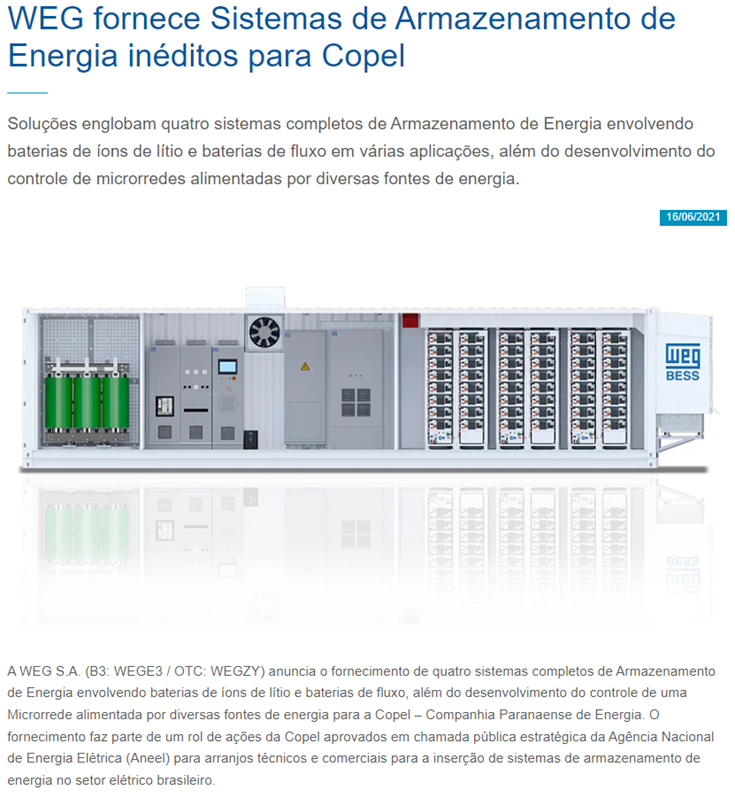 WEG fornece Sistemas de Armazenamento de
Energia inéditos para Copel
Soluções englobam quatro sistemas completos de Armazenamento de Energia envolvendo
baterias de íons de lítio e baterias de fluxo em várias aplicações, além do desenvolvimento do
controle de microrredes alimentadas por diversas fontes de energia.
16/06/2021
weg
BESS
A WEG S.A. (B3: WEGE3 / OTC: WEGZY) anuncia o fornecimento de quatro sistemas completos de Armazenamento
de Energia envolvendo baterias de íons de lítio e baterias de fluxo, além do desenvolvimento do controle de uma
Microrrede alimentada por diversas fontes de energia para a Copel – Companhia Paranaense de Energia. O
fornecimento faz parte de um rol de ações da Copel aprovados em chamada pública estratégica da Agência Nacional
de Energia Elétrica (Aneel) para arranjos técnicos e comerciais para a inserção de sistemas de armazenamento de
energia no setor elétrico brasileiro.